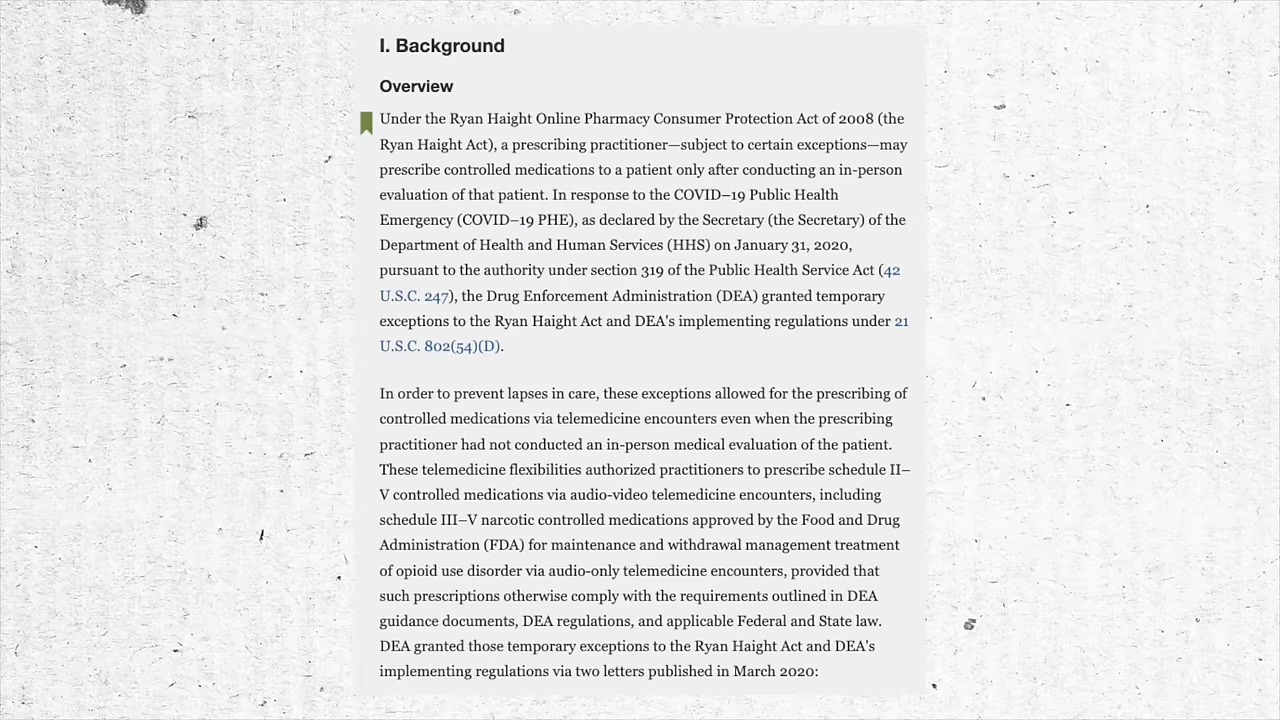 I. Background
Overview
Under the Ryan Haight Online Pharmacy Consumer Protection Act of 2008 (the
Ryan Haight Act), a prescribing practitioner—subject to certain exceptions—may
prescribe controlled medications to a patient only after conducting an in-person
evaluation of that patient. In response to the COVID–19 Public Health
Emergency (COVID–19 PHE), as declared by the Secretary (the Secretary) of the
Department of Health and Human Services (HHS) on January 31, 2020,
pursuant to the authority under section 319 of the Public Health Service Act (42
U.S.C. 247), the Drug Enforcement Administration (DEA) granted temporary
exceptions to the Ryan Haight Act and DEA's implementing regulations under 21
U.S.C. 802(54)(D).
In order to prevent lapses in care, these exceptions allowed for the prescribing of
controlled medications via telemedicine encounters even when the prescribing
practitioner had not conducted an in-person medical evaluation of the patient.
These telemedicine flexibilities authorized practitioners to prescribe schedule II–
V controlled medications via audio-video telemedicine encounters, including
schedule III–V narcotic controlled medications approved by the Food and Drug
Administration (FDA) for maintenance and withdrawal management treatment
of opioid use disorder via audio-only telemedicine encounters, provided that
such prescriptions otherwise comply with the requirements outlined in DEA
guidance documents, DEA regulations, and applicable Federal and State law.
DEA granted those temporary exceptions to the Ryan Haight Act and DEA's
implementing regulations via two letters published in March 2020: